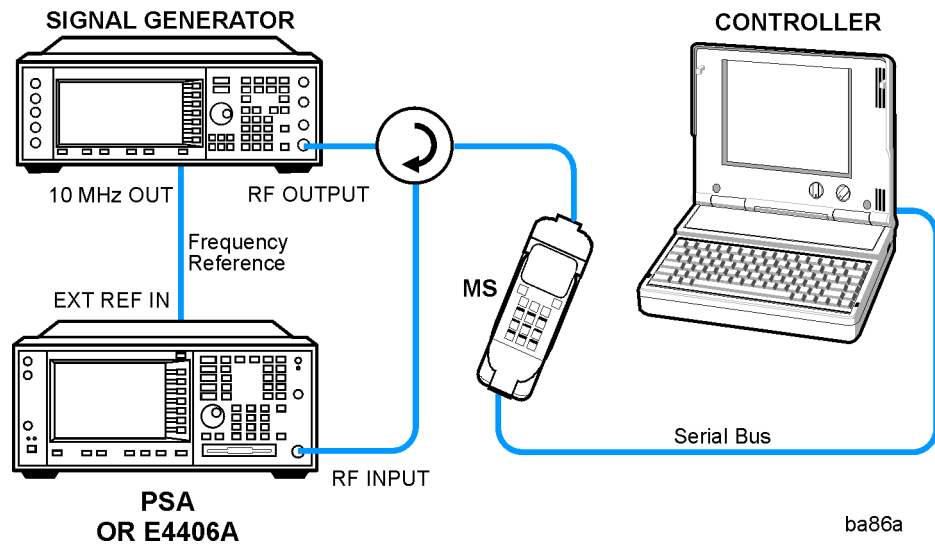 SIGNAL GENERATOR
CONTROLLER
10 MHz OUT
RF OUTPUT
Frequency
Reference
EXT REF IN
MS
Serial Bus
RF INPUT
PSA
OR E4406A
ba86a